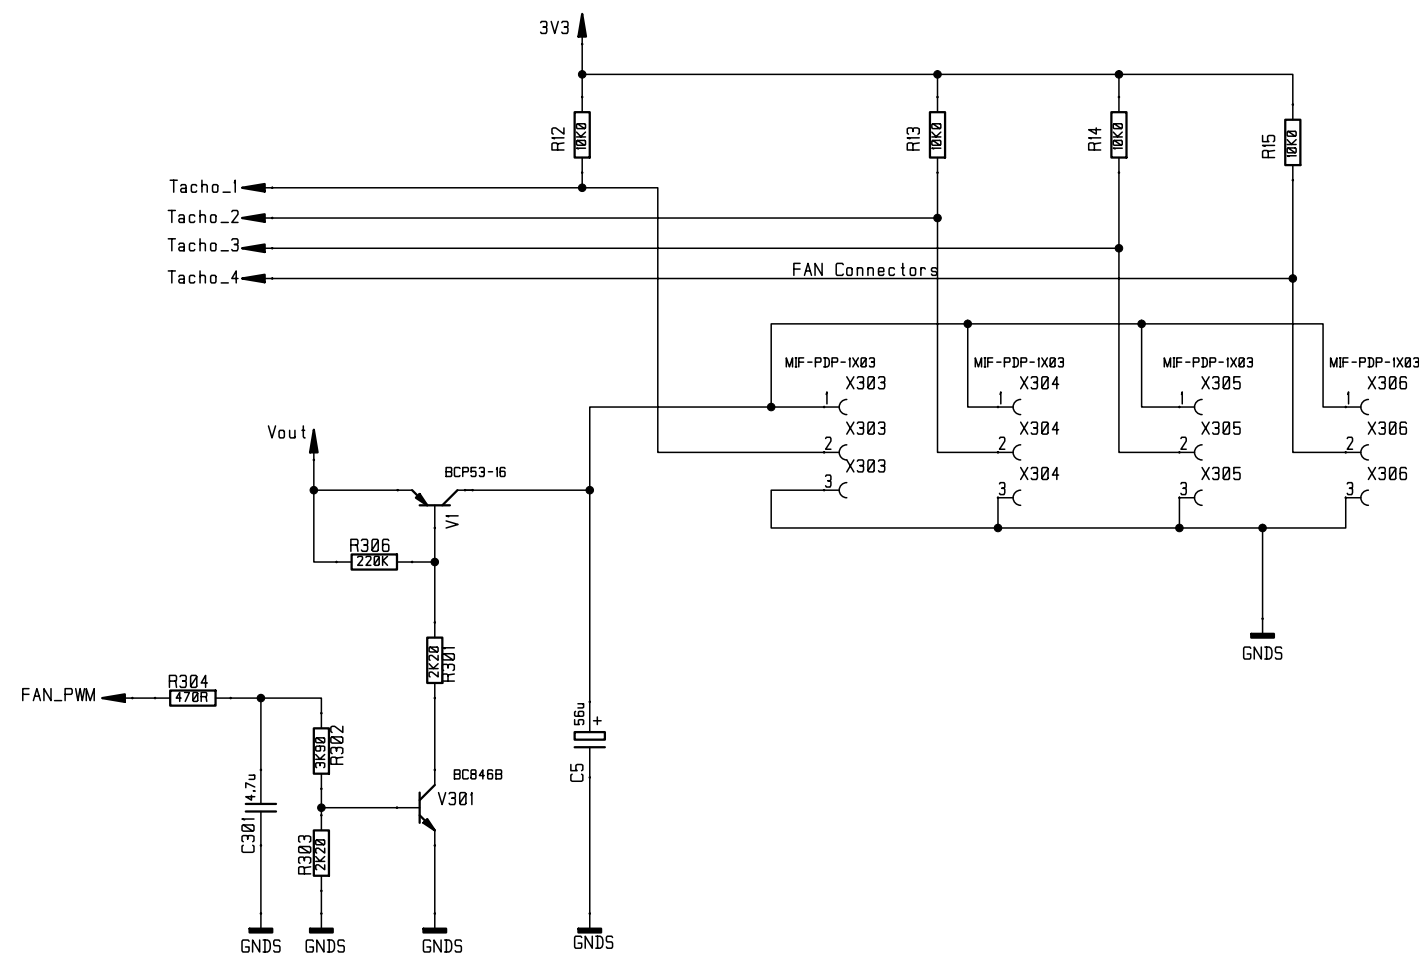 3V3
R12
10K0
R13
10K0
R14
10K0
R15
10K0
Tacho_1
Tacho_2
Tacho_3
Tacho_4
FAN Connectors
MIF-PDP-1X03
MIF-PDP-1X03
MIF-PDP-1X03
MIF-PDP-1X03
X303
X304
X305
X306
1
1
1
1
X303
X304
X305
X306
2
2
2
2
X303
X304
X305
X306
3
3
3
3
Vout
BCP53-16
V1
R306
220K
R301
2K20
GNDS
FAN_PWM
R304
470R
R302
3K90
56u
+
C5
4.7u
C301
BC846B
V301
R303
2K20
GNDS
GNDS
GNDS
GNDS